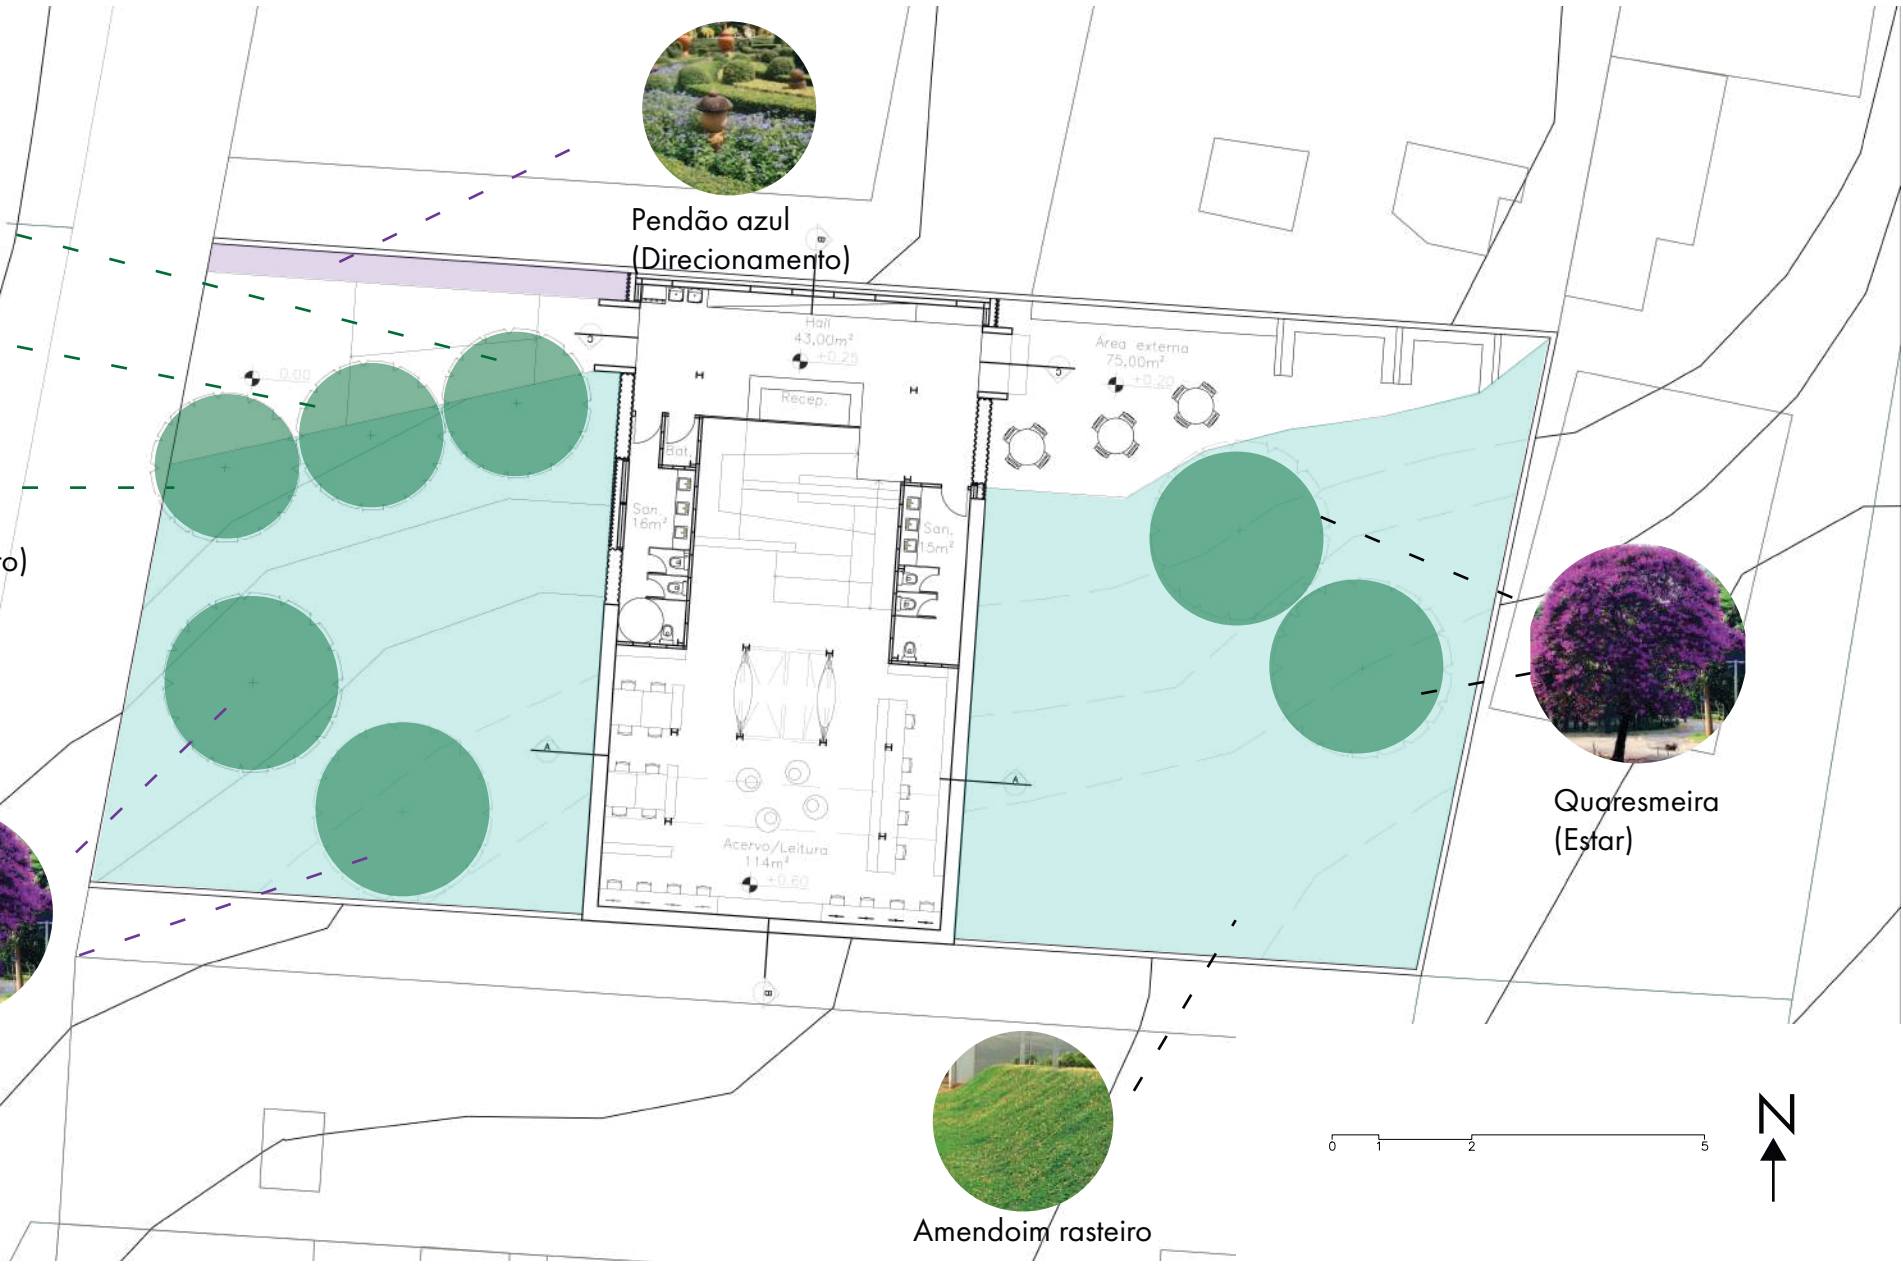 Pendão azul
(Direcionamento)
B
Hall
43,00m²
+0.25
C
0.00
Área externa
75,00m²
+0.20
C
Recep.
Bat.
San.
16m²
San.
15m²
ro)
A
A
Quaresmeira
(Estar)
Acervo/Leitura
114m²
+0.60
B
Amendoim rasteiro
0 1 2 5
N